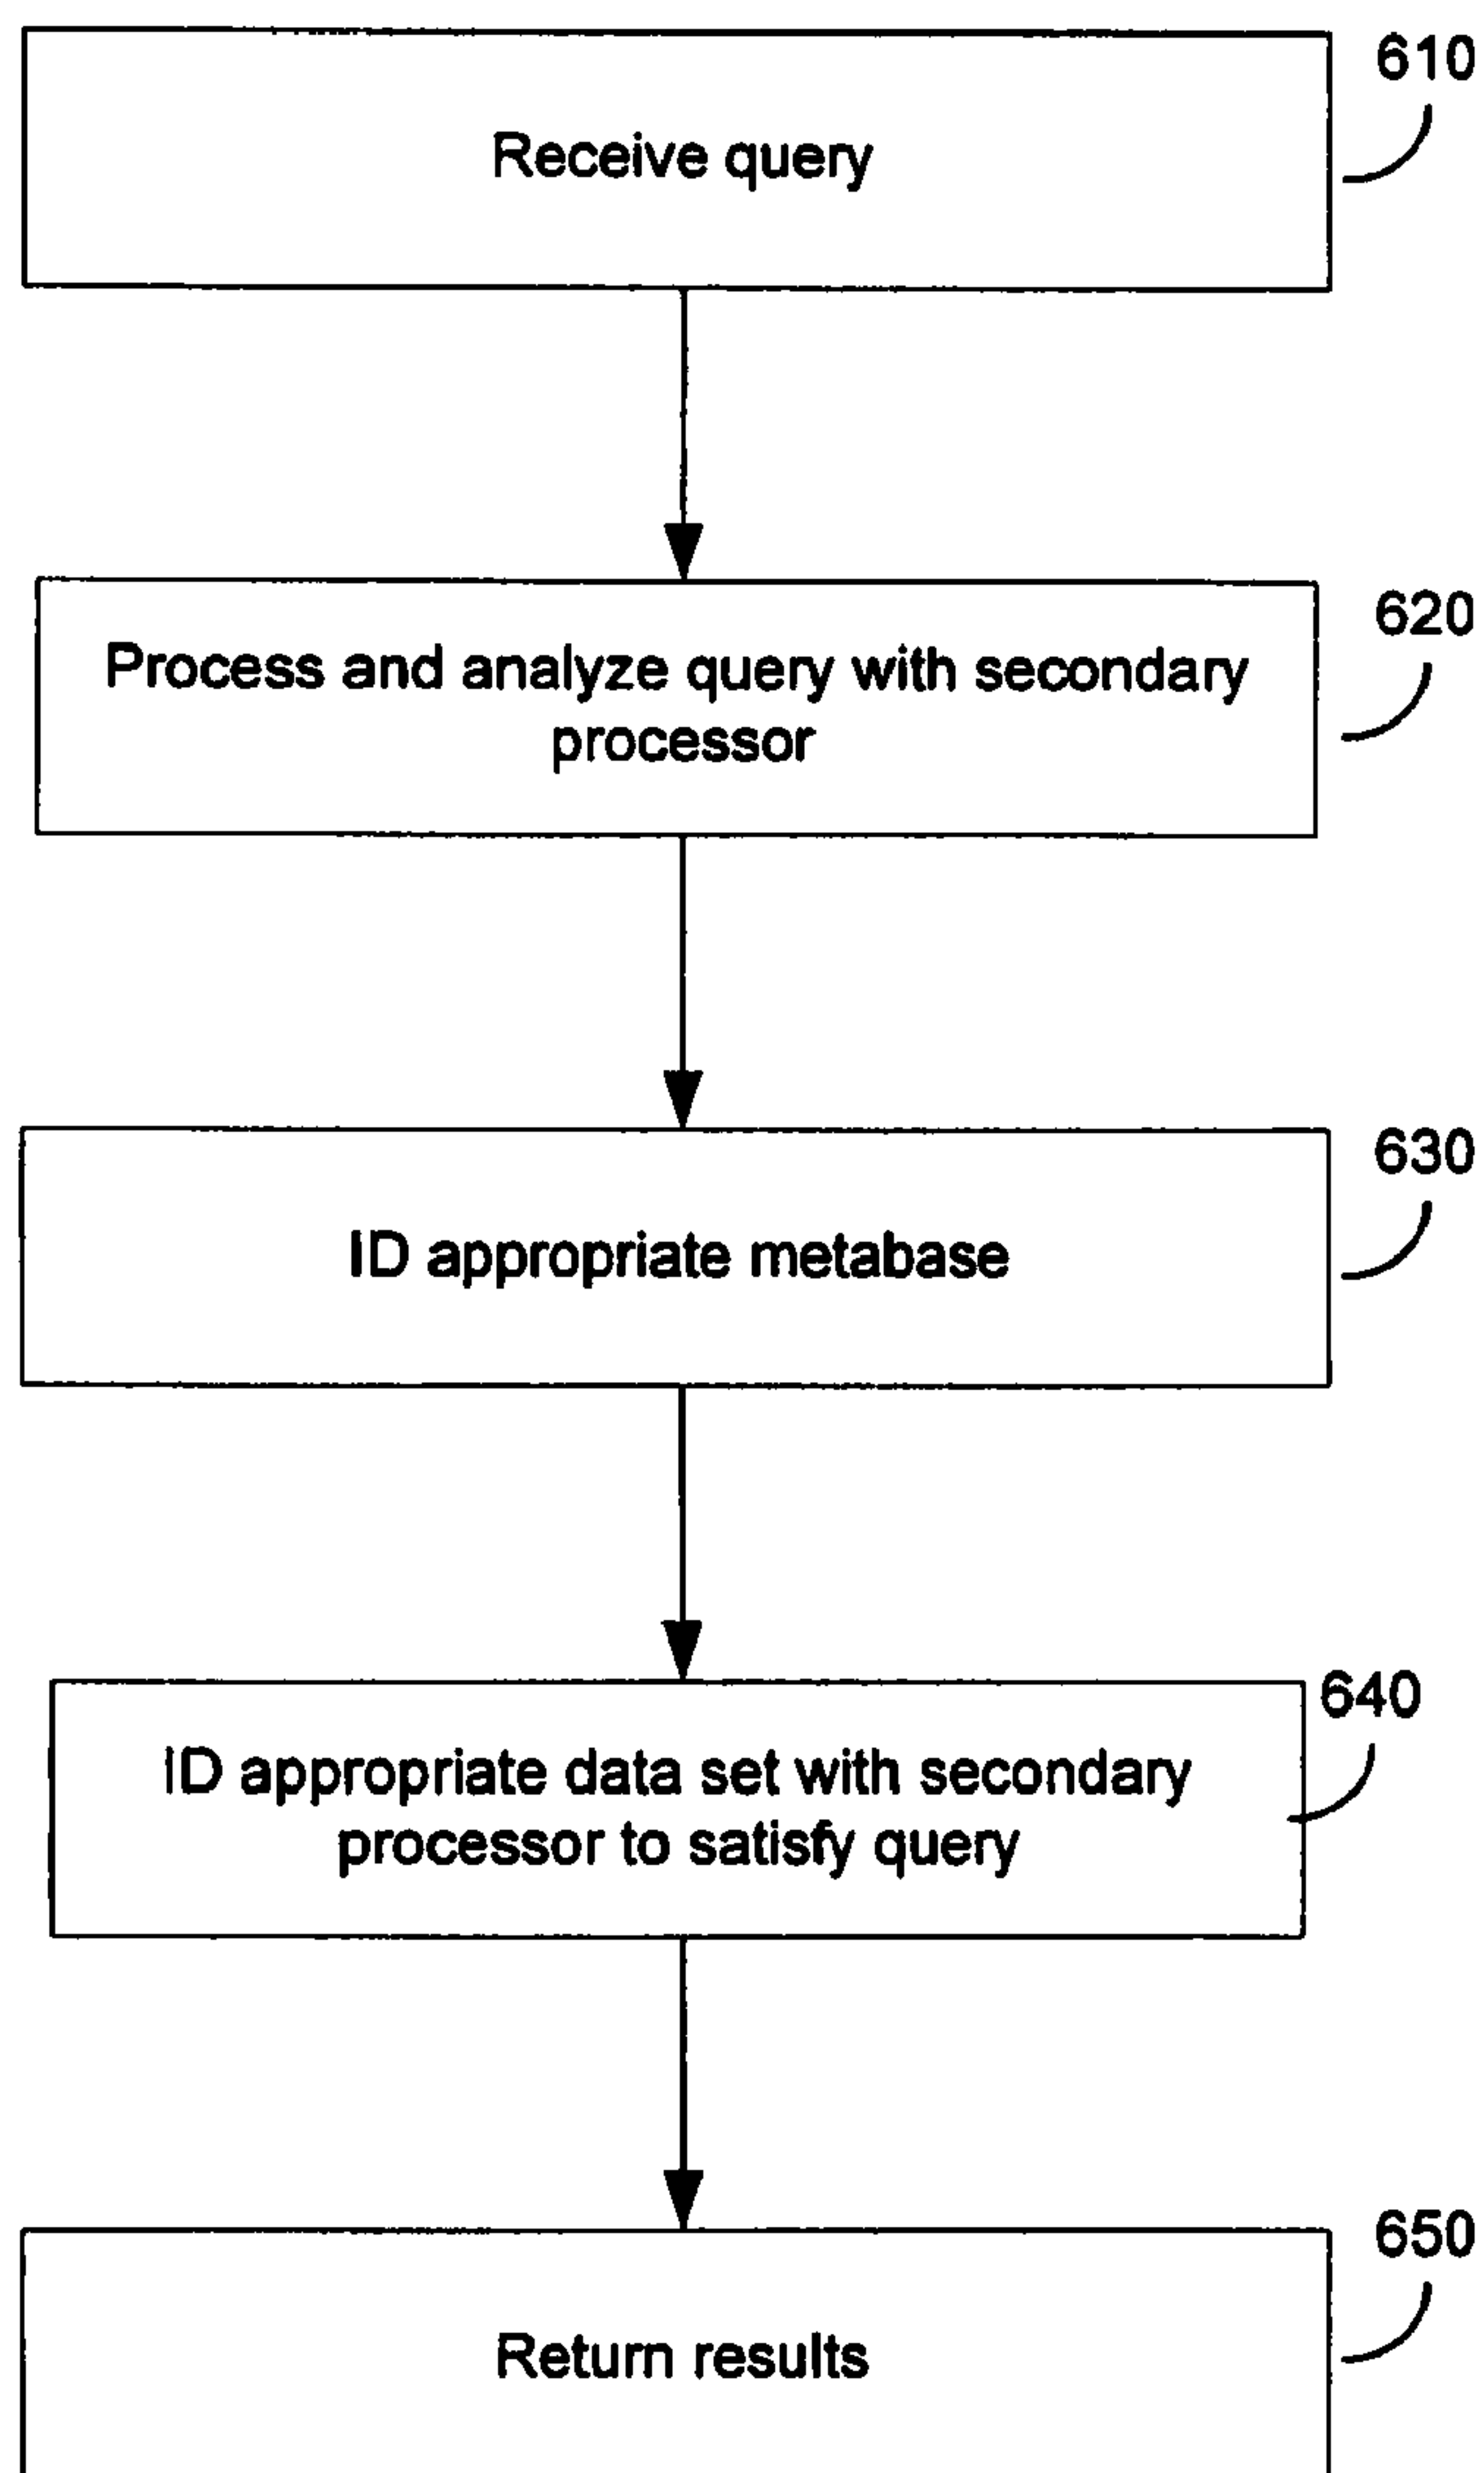 610
Receive query
620
Process and analyze query with secondary
processor
630
ID appropriate metabase
640
ID appropriate data set with secondary
processor to satisfy query
650
Return results